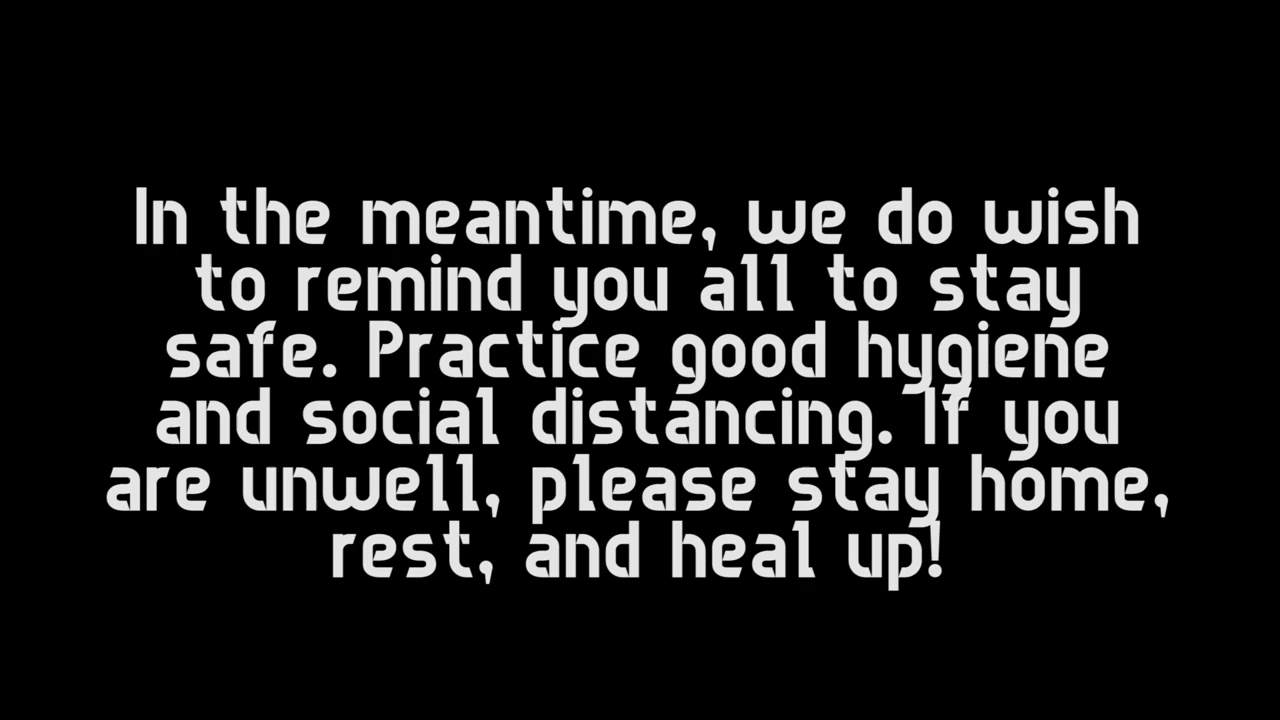 In the meantime, we do wish
to remind you all to stay
safe. Practice good hygiene
and social distancing. If you
are unwell, please stay home,
rest, and heal up!